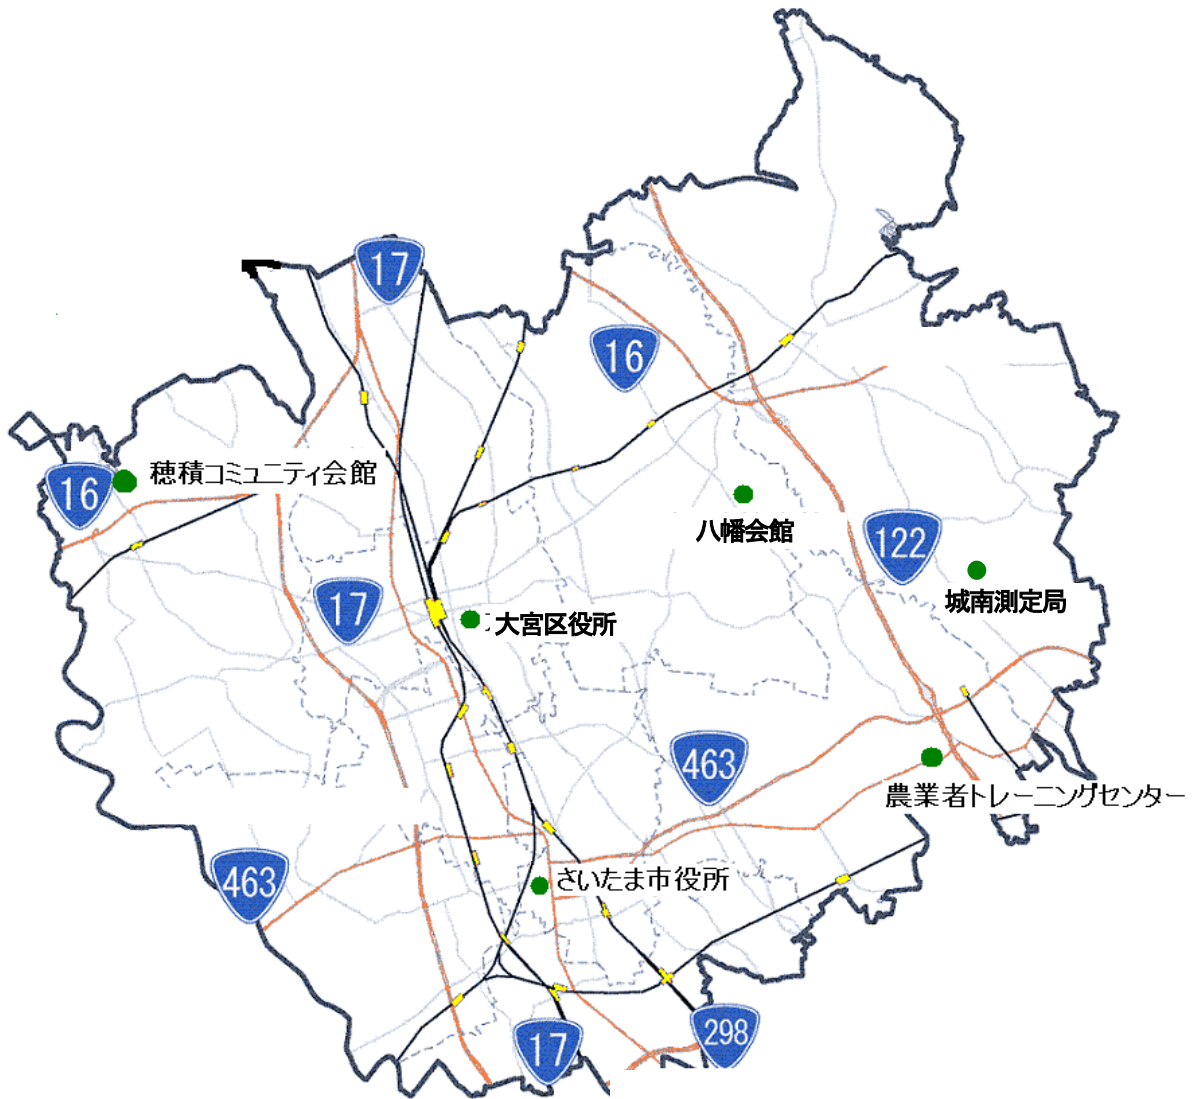 17
16
穂積コミュニティ会館
16
八幡会館
122
城南測定局
17
大宮区役所
463
農業者トレーニングセンター
463
さいたま市役所
17
298